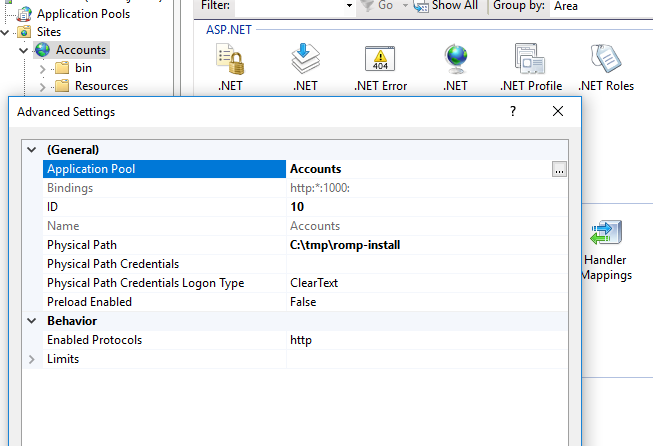 Filter:
Go
Show All
Group by:
Area
Application Pools
Sites
Accounts
bin
Resources
ASP.NET
.NET
.NET
.NET Error
.NET
.NET Profile
.NET Roles
404
Advanced Settings
?
(General)
Application Pool Accounts ...
Bindings http:*:1000:
ID 10
Name Accounts
Physical Path C:\tmp\romp-install
Physical Path Credentials
Physical Path Credentials Logon Type ClearText
Preload Enabled False
Behavior
Enabled Protocols http
Limits
Handler
Mappings